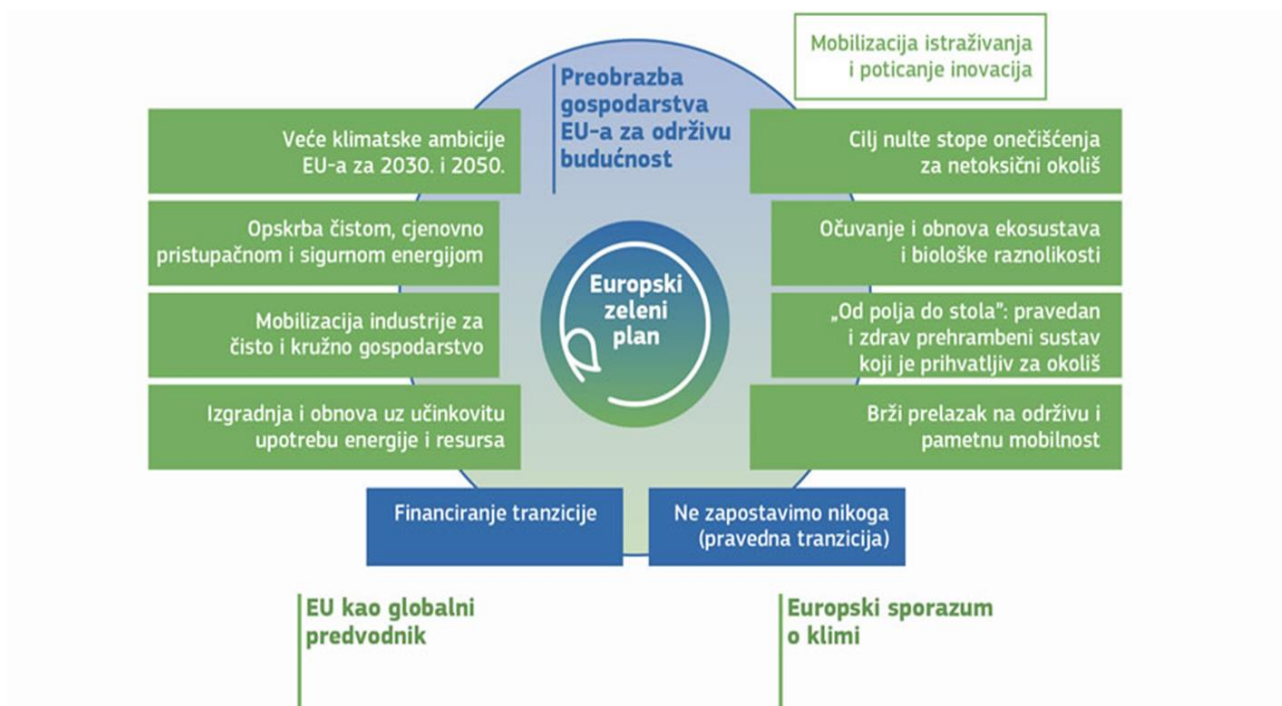 Mobilizacija istraživanja
i poticanje inovacija
Preobrazba
gospodarstva
EU-a za održivu
budućnost
Veće klimatske ambicije
EU-a za 2030. i 2050.
Opskrba čistom, cjenovno
pristupačnom i sigurnom energijom
Mobilizacija industrije za
čisto i kružno gospodarstvo
Izgradnja i obnova uz učinkovitu
upotrebu energije i resursa
Europski
zeleni
plan
Cilj nulte stope onečišćenja
za netoksični okoliš
Očuvanje i obnova ekosustava
i biološke raznolikosti
„Od polja do stola”: pravedan
i zdrav prehrambeni sustav
koji je prihvatljiv za okoliš
Brži prelazak na održivu i
pametnu mobilnost
Financiranje tranzicije
Ne zapostavimo nikoga
(pravedna tranzicija)
EU kao globalni
predvodnik
Europski sporazum
o klimi